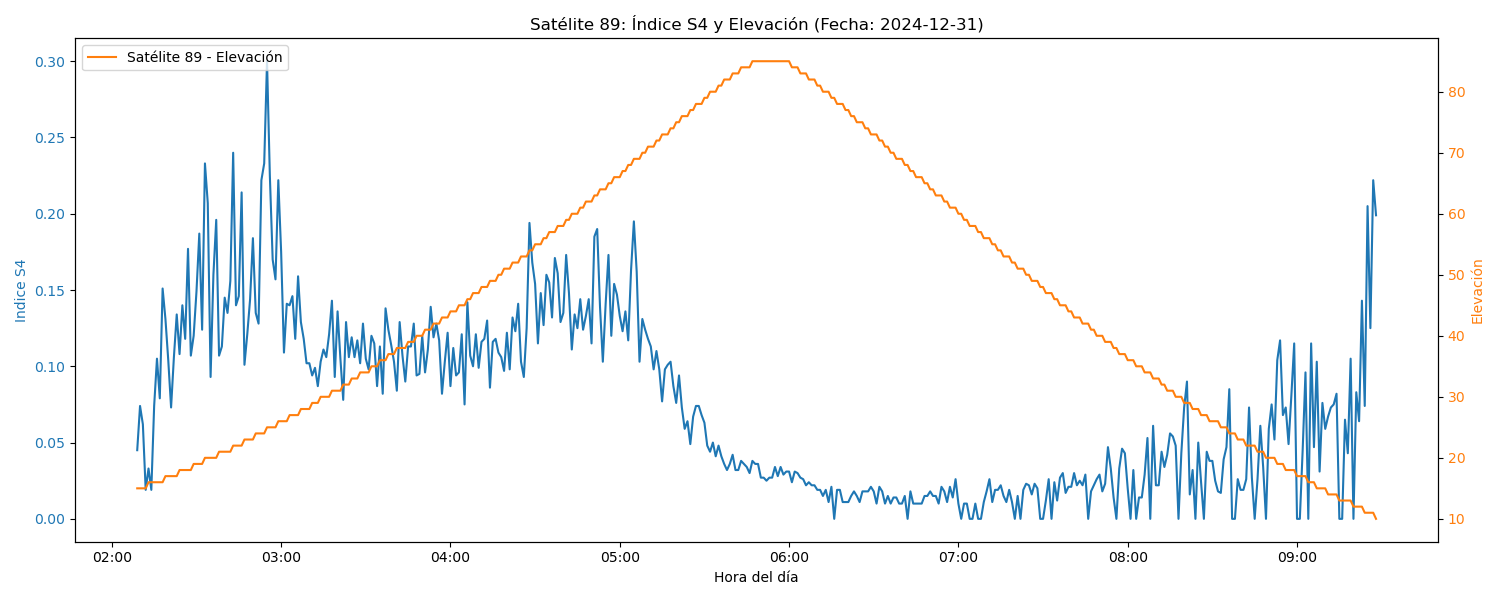 Satélite 89: Índice S4 y Elevación (Fecha: 2024-12-31)
Satélite 89 - Elevación
0.30
0.25
0.20
0.15
0.10
0.05
0.00
Indice S4
80
70
60
50
40
30
20
10
Elevación
02:00 03:00 04:00 05:00 06:00 07:00 08:00 09:00
Hora del día